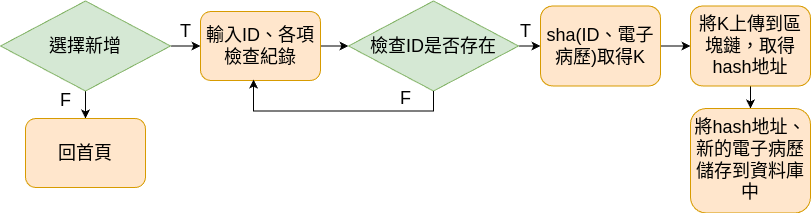 選擇新增
T
F
回首頁
輸入ID、各項
檢查紀錄
檢查ID是否存在
T
F
sha(ID、電子
病歷)取得K
將K上傳到區
塊鏈，取得
hash地址
將hash地址、
新的電子病歷
儲存到資料庫
中